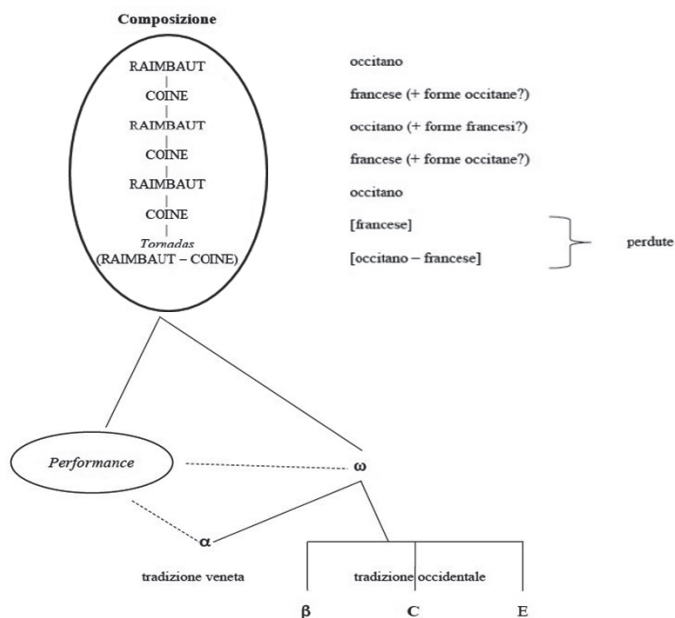 Composizione
RAIMBAUT occitano
COINE francese (+ forme occitane?)
RAIMBAUT occitano (+ forme francesi?)
COINE francese (+ forme occitane?)
RAIMBAUT occitano
COINE [francese]
Tornadas
(RAIMBAUT – COINE) [occitano – francese]
perdute
Performance ω
α
tradizione veneta tradizione occidentale
β C E